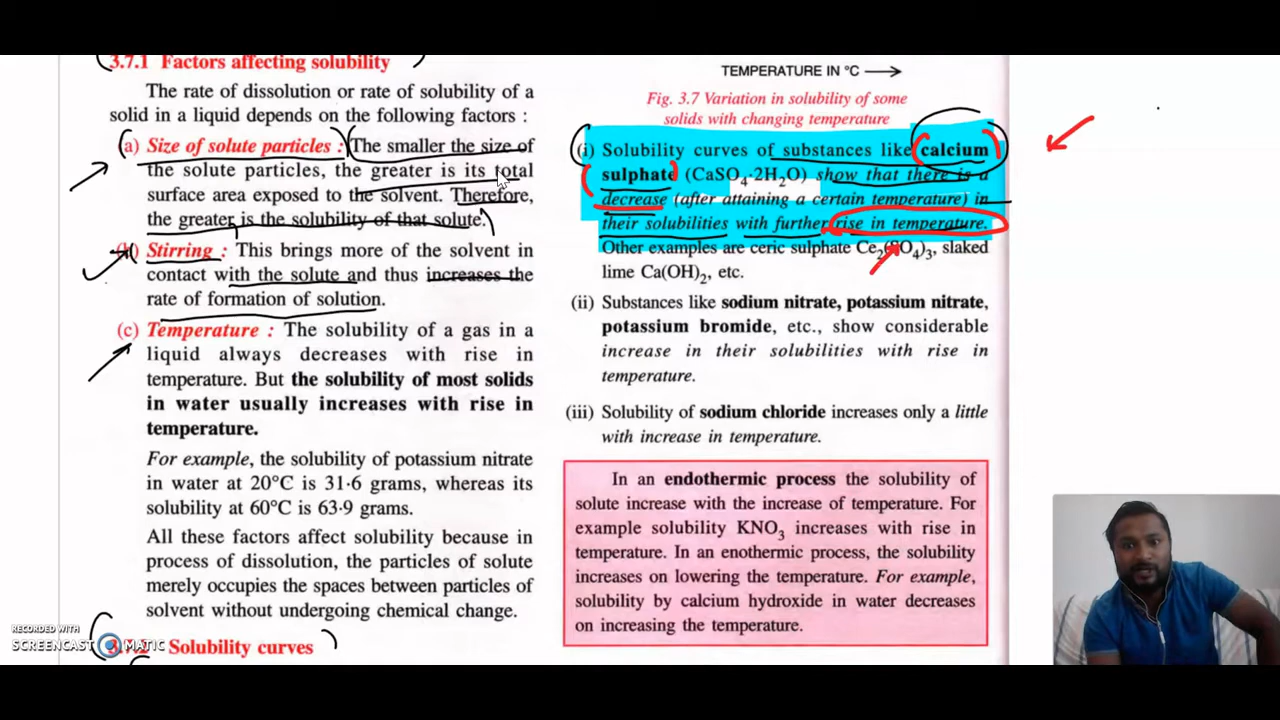 3.7.1 Factors affecting solubility
The rate of dissolution or rate of solubility of a
solid in a liquid depends on the following factors :
(a) Size of solute particles : The smaller the size of
the solute particles, the greater is its total
surface area exposed to the solvent. Therefore,
the greater is the solubility of that solute.
Stirring : This brings more of the solvent in
contact with the solute and thus increases the
rate of formation of solution.
(c) Temperature : The solubility of a gas in a
liquid always decreases with rise in
temperature. But the solubility of most solids
in water usually increases with rise in
temperature.
For example, the solubility of potassium nitrate
in water at 20°C is 31·6 grams, whereas its
solubility at 60°C is 63·9 grams.
All these factors affect solubility because in
process of dissolution, the particles of solute
merely occupies the spaces between particles of
solvent without undergoing chemical change.
3.7.2 Solubility curves
TEMPERATURE IN °C ⟶
Fig. 3.7 Variation in solubility of some
solids with changing temperature
(i) Solubility curves of substances like calcium
sulphate (CaSO₄·2H₂O) show that there is a
decrease (after attaining a certain temperature) in
their solubilities with further rise in temperature.
Other examples are ceric sulphate Ce₂(SO₄)₃, slaked
lime Ca(OH)₂, etc.
(ii) Substances like sodium nitrate, potassium nitrate,
potassium bromide, etc., show considerable
increase in their solubilities with rise in
temperature.
(iii) Solubility of sodium chloride increases only a little
with increase in temperature.
In an endothermic process the solubility of
solute increase with the increase of temperature. For
example solubility KNO₃ increases with rise in
temperature. In an enothermic process, the solubility
increases on lowering the temperature. For example,
solubility by calcium hydroxide in water decreases
on increasing the temperature.
RECORDED WITH
SCREENCAST MATIC